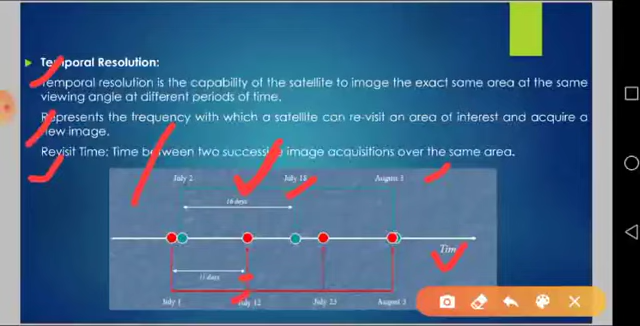 Temporal Resolution:
Temporal resolution is the capability of the satellite to image the exact same area at the same
viewing angle at different periods of time.
Represents the frequency with which a satellite can re-visit an area of interest and acquire a
new image.
Revisit Time: Time between two successive image acquisitions over the same area.
July 2 July 18 August 3
16 days
Time
11 days
July 1 July 12 July 23 August 3